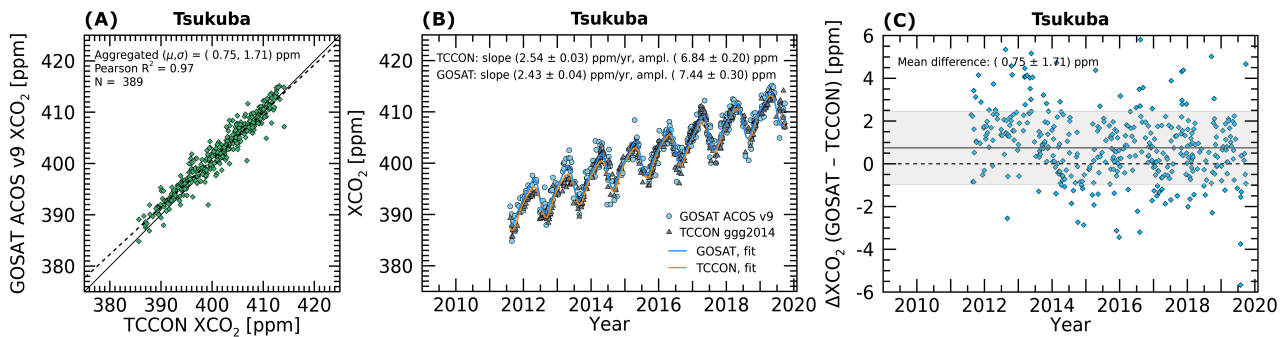 (A)
Tsukuba
Aggregated (μ,σ) = ( 0.75, 1.71) ppm
Pearson R² = 0.97
N = 389
GOSAT ACOS v9 XCO₂ [ppm]
420
410
400
390
380
380 390 400 410 420
TCCON XCO₂ [ppm]
(B)
Tsukuba
TCCON: slope (2.54 ± 0.03) ppm/yr, ampl. ( 6.84 ± 0.20) ppm
GOSAT: slope (2.43 ± 0.04) ppm/yr, ampl. ( 7.44 ± 0.30) ppm
XCO₂ [ppm]
420
410
400
390
380
GOSAT ACOS v9
TCCON ggg2014
GOSAT, fit
TCCON, fit
2010 2012 2014 2016 2018 2020
Year
(C)
Tsukuba
Mean difference: ( 0.75 ± 1.71) ppm
ΔXCO₂ (GOSAT − TCCON) [ppm]
6
4
2
0
-2
-4
-6
2010 2012 2014 2016 2018 2020
Year